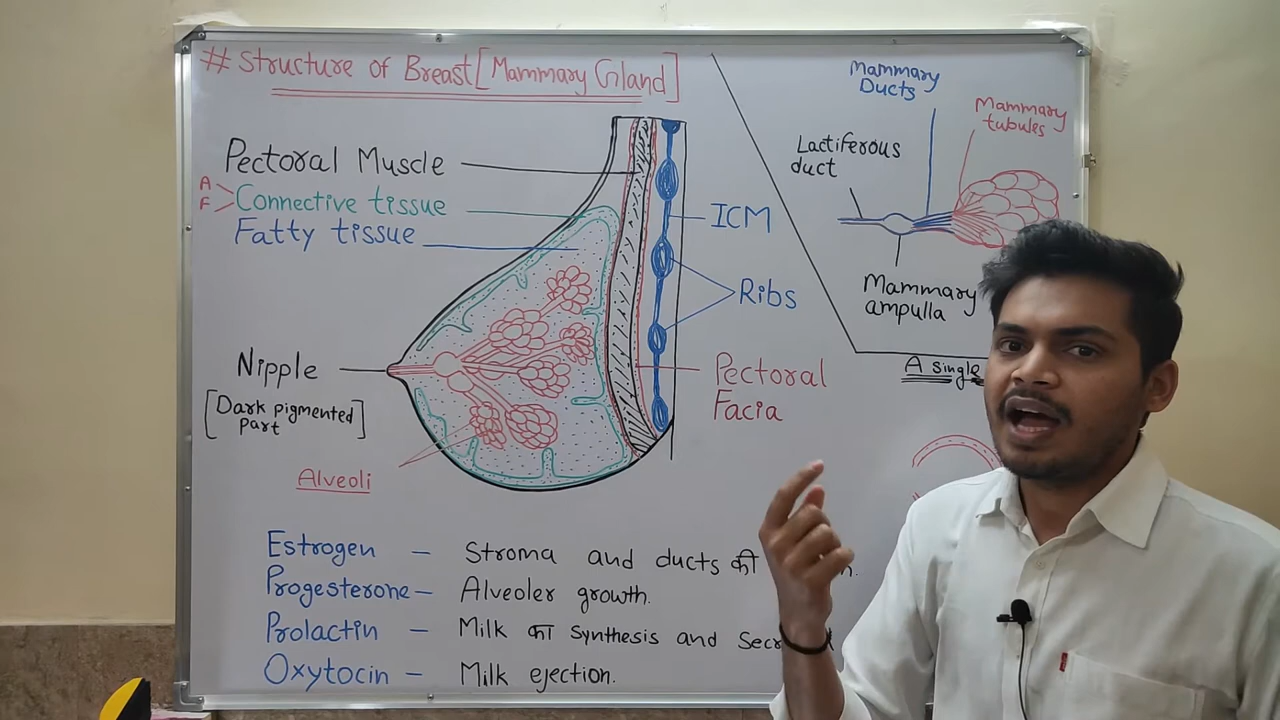 # Structure of Breast [Mammary Gland]
Pectoral Muscle
A
F
Connective tissue
Fatty tissue
Nipple
[Dark pigmented
part]
Alveoli
ICM
Ribs
Pectoral
Facia
Mammary
Ducts
Mammary
tubules
Lactiferous
duct
Mammary
ampulla
A single
Estrogen — Stroma and ducts की
Progesterone — Alveoler growth.
Prolactin — Milk का synthesis and
Oxytocin — Milk ejection.